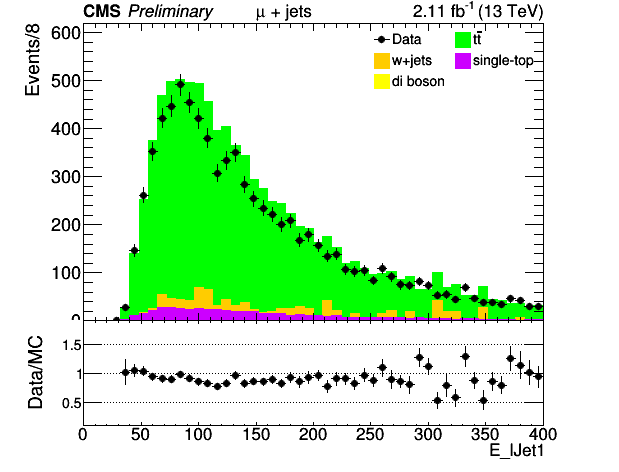 CMS Preliminary μ + jets 2.11 fb⁻¹ (13 TeV)
Events/8
600
500
400
300
200
100
0
Data
tt̄
w+jets
single-top
di boson
Data/MC
1.5
1
0.5
0 50 100 150 200 250 300 350 400
E_lJet1